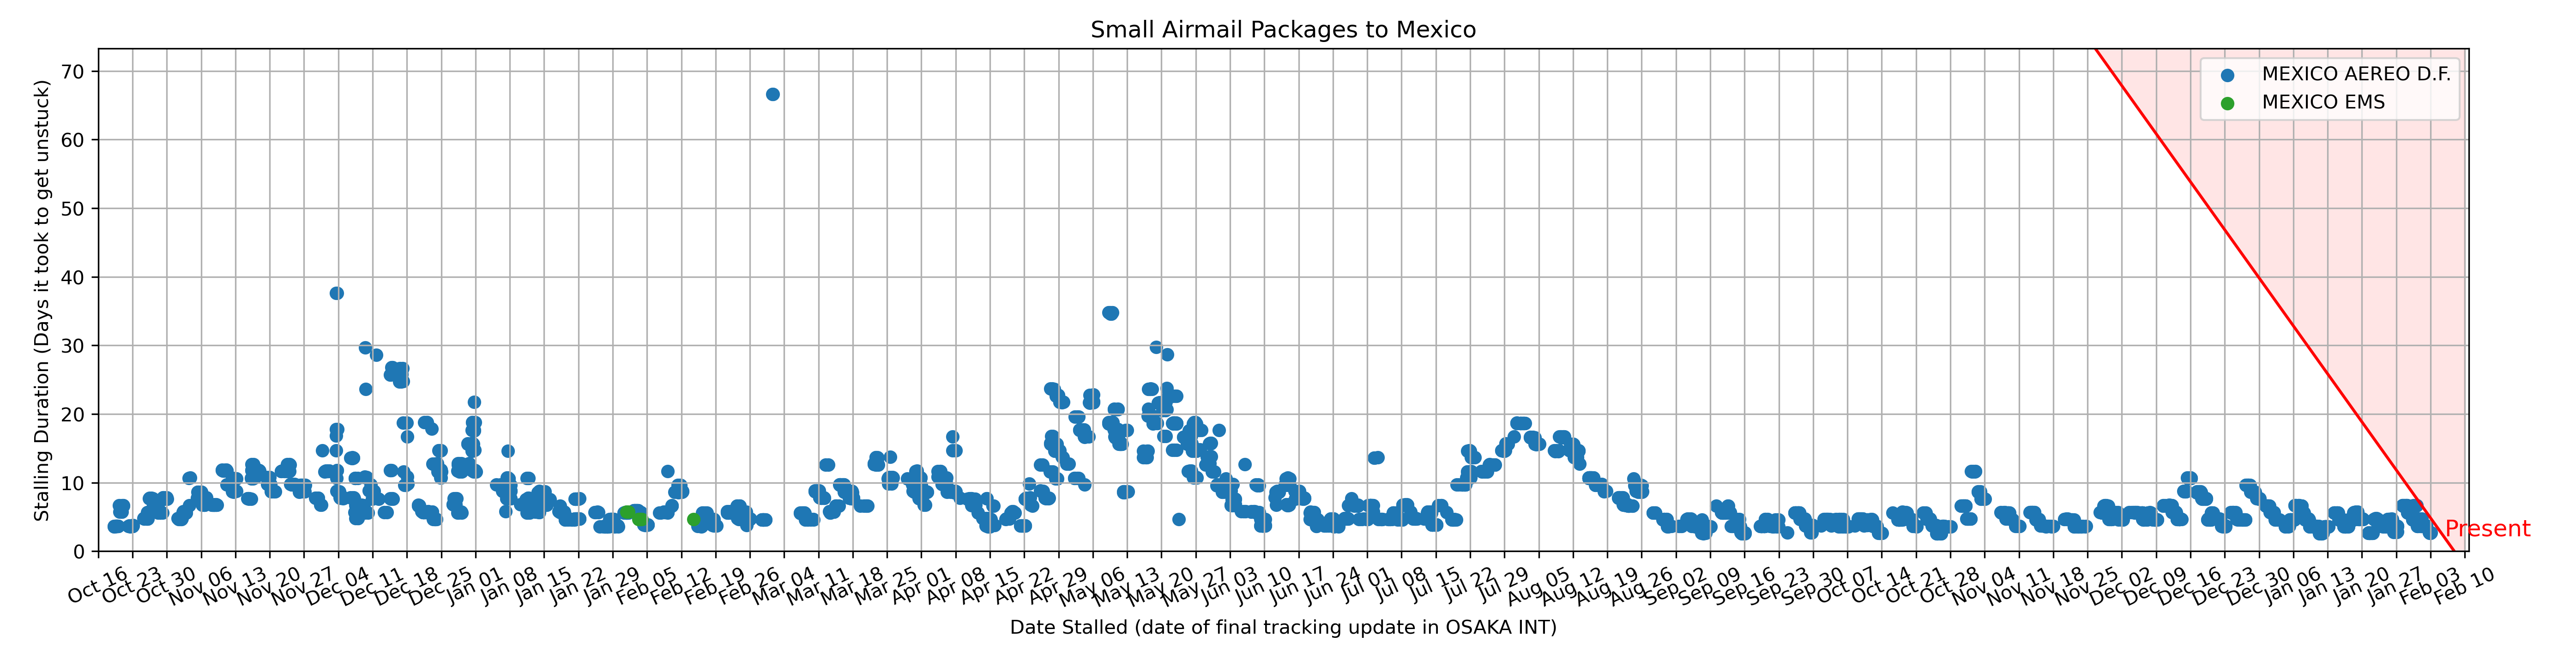 Small Airmail Packages to Mexico
MEXICO AEREO D.F.
MEXICO EMS
Present
Stalling Duration (Days it took to get unstuck)
70
60
50
40
30
20
10
0
Oct 16
Oct 23
Oct 30
Nov 06
Nov 13
Nov 20
Nov 27
Dec 04
Dec 11
Dec 18
Dec 25
Jan 01
Jan 08
Jan 15
Jan 22
Jan 29
Feb 05
Feb 12
Feb 19
Feb 26
Mar 04
Mar 11
Mar 18
Mar 25
Apr 01
Apr 08
Apr 15
Apr 22
Apr 29
May 06
May 13
May 20
May 27
Jun 03
Jun 10
Jun 17
Jun 24
Jul 01
Jul 08
Jul 15
Jul 22
Jul 29
Aug 05
Aug 12
Aug 19
Aug 26
Sep 02
Sep 09
Sep 16
Sep 23
Sep 30
Oct 07
Oct 14
Oct 21
Oct 28
Nov 04
Nov 11
Nov 18
Nov 25
Dec 02
Dec 09
Dec 16
Dec 23
Dec 30
Jan 06
Jan 13
Jan 20
Jan 27
Feb 03
Feb 10
Date Stalled (date of final tracking update in OSAKA INT)